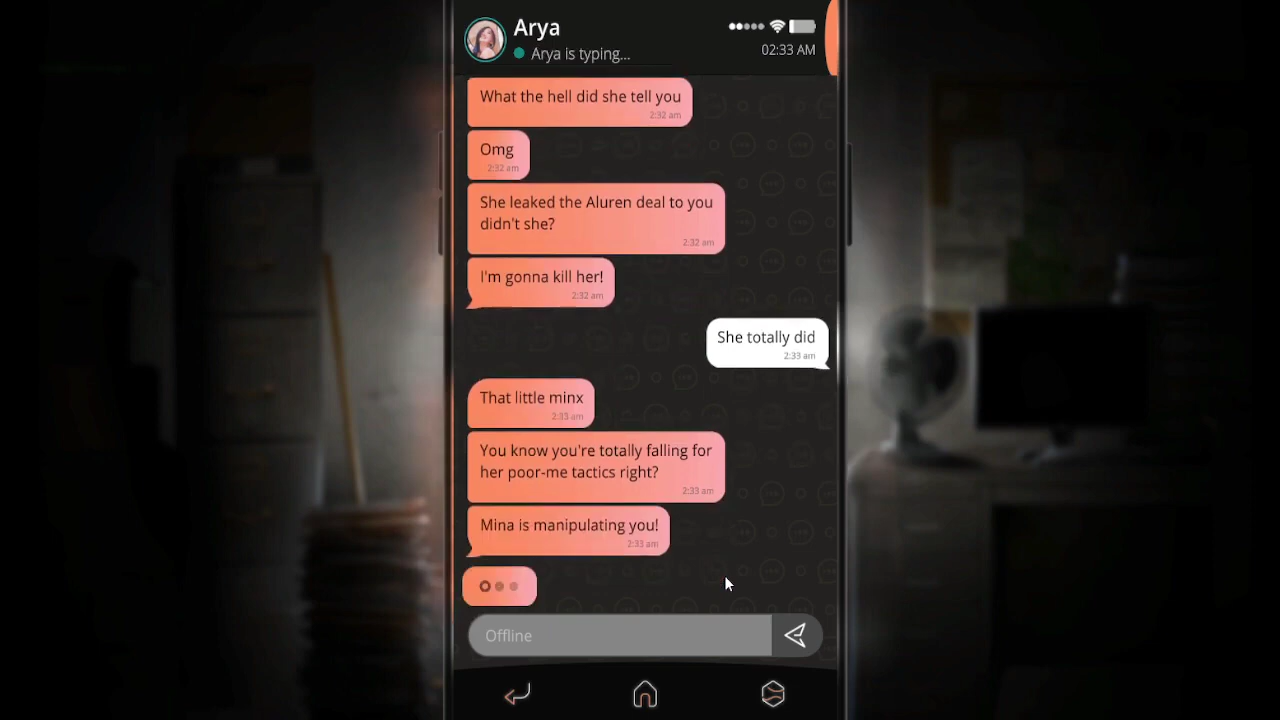 Arya
Arya is typing...
02:33 AM
What the hell did she tell you
2:32 am
Omg
2:32 am
She leaked the Aluren deal to you
didn't she?
2:32 am
I'm gonna kill her!
2:32 am
She totally did
2:33 am
That little minx
2:33 am
You know you're totally falling for
her poor-me tactics right?
2:33 am
Mina is manipulating you!
2:33 am
Offline